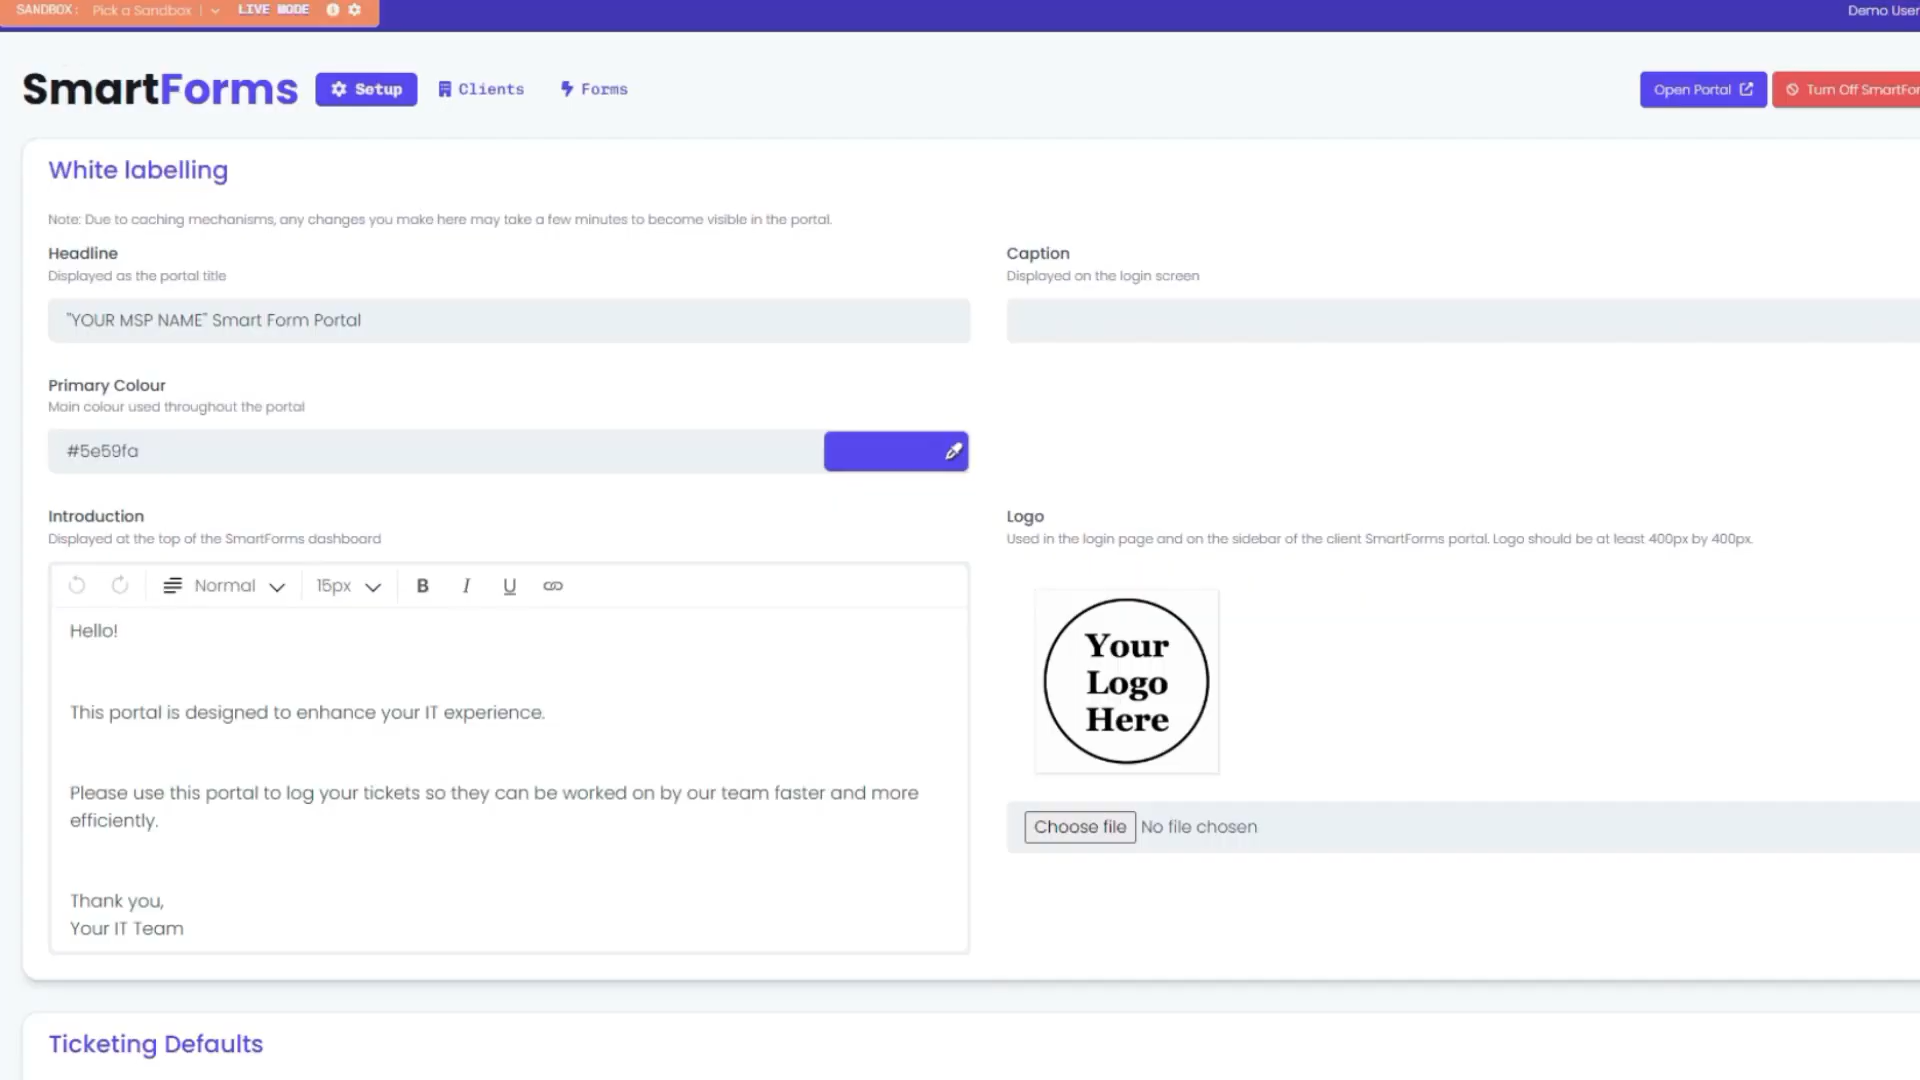 SANDBOX: Pick a Sandbox LIVE MODE
Demo User
SmartForms Setup Clients Forms
Open Portal Turn Off SmartFor
White labelling
Note: Due to caching mechanisms, any changes you make here may take a few minutes to become visible in the portal.
Headline
Displayed as the portal title
"YOUR MSP NAME" Smart Form Portal
Caption
Displayed on the login screen
Primary Colour
Main colour used throughout the portal
#5e59fa
Introduction
Displayed at the top of the SmartForms dashboard
Normal 15px B I U
Hello!
This portal is designed to enhance your IT experience.
Please use this portal to log your tickets so they can be worked on by our team faster and more
efficiently.
Thank you,
Your IT Team
Logo
Used in the login page and on the sidebar of the client SmartForms portal. Logo should be at least 400px by 400px.
Your
Logo
Here
Choose file No file chosen
Ticketing Defaults